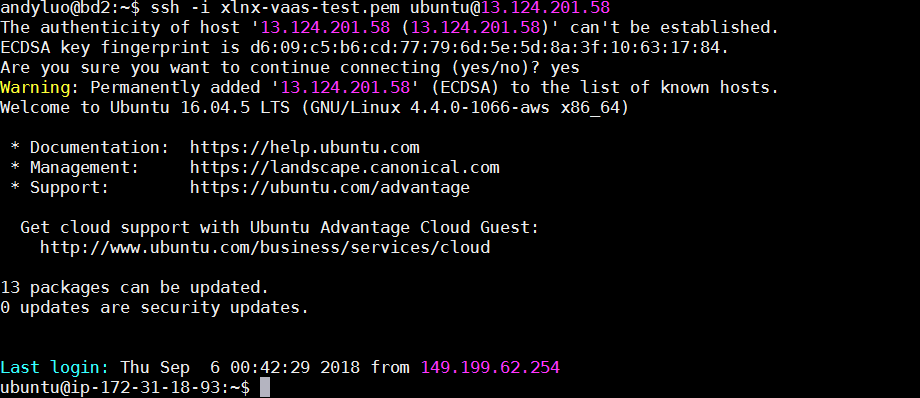 andyluo@bd2:~$ ssh -i xlnx-vaas-test.pem ubuntu@13.124.201.58
The authenticity of host '13.124.201.58 (13.124.201.58)' can't be established.
ECDSA key fingerprint is d6:09:c5:b6:cd:77:79:6d:5e:5d:8a:3f:10:63:17:84.
Are you sure you want to continue connecting (yes/no)? yes
Warning: Permanently added '13.124.201.58' (ECDSA) to the list of known hosts.
Welcome to Ubuntu 16.04.5 LTS (GNU/Linux 4.4.0-1066-aws x86_64)
* Documentation:  https://help.ubuntu.com
* Management:     https://landscape.canonical.com
* Support:        https://ubuntu.com/advantage
Get cloud support with Ubuntu Advantage Cloud Guest:
http://www.ubuntu.com/business/services/cloud
13 packages can be updated.
0 updates are security updates.
Last login: Thu Sep  6 00:42:29 2018 from 149.199.62.254
ubuntu@ip-172-31-18-93:~$